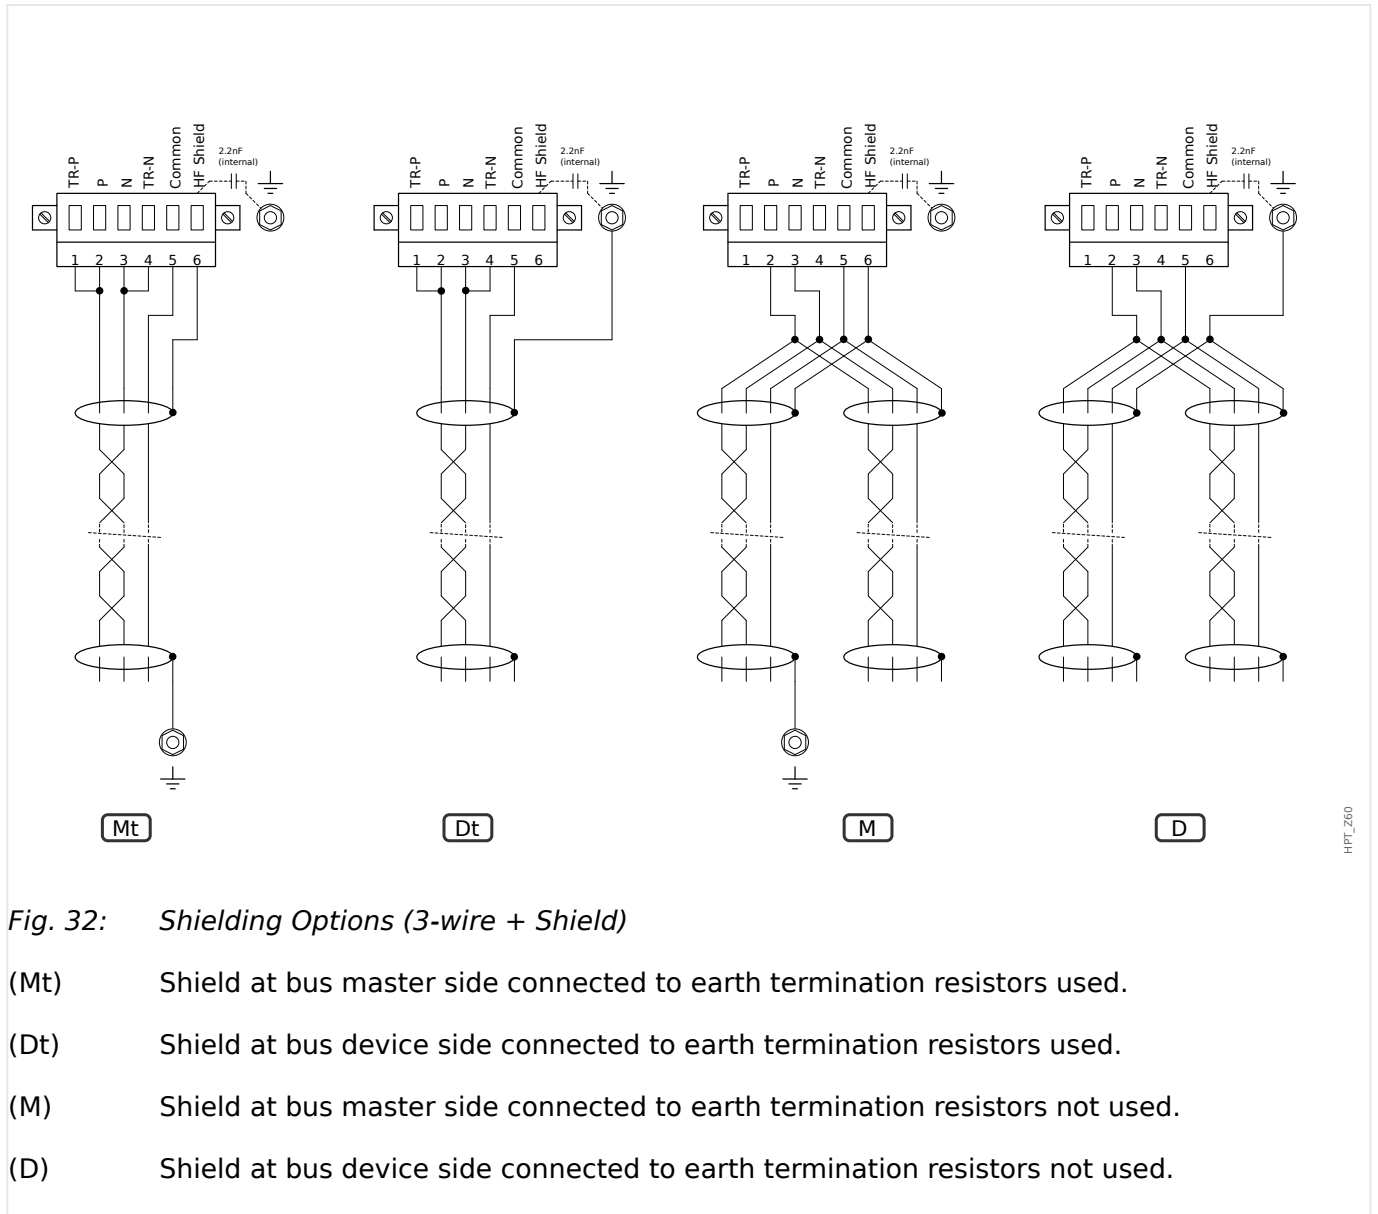 TR-P P N TR-N Common HF Shield 2.2nF (internal)
1 2 3 4 5 6
TR-P P N TR-N Common HF Shield 2.2nF (internal)
1 2 3 4 5 6
TR-P P N TR-N Common HF Shield 2.2nF (internal)
1 2 3 4 5 6
TR-P P N TR-N Common HF Shield 2.2nF (internal)
1 2 3 4 5 6
Mt Dt M D
HPT_Z60
Fig. 32: Shielding Options (3-wire + Shield)
(Mt) Shield at bus master side connected to earth termination resistors used.
(Dt) Shield at bus device side connected to earth termination resistors used.
(M) Shield at bus master side connected to earth termination resistors not used.
(D) Shield at bus device side connected to earth termination resistors not used.